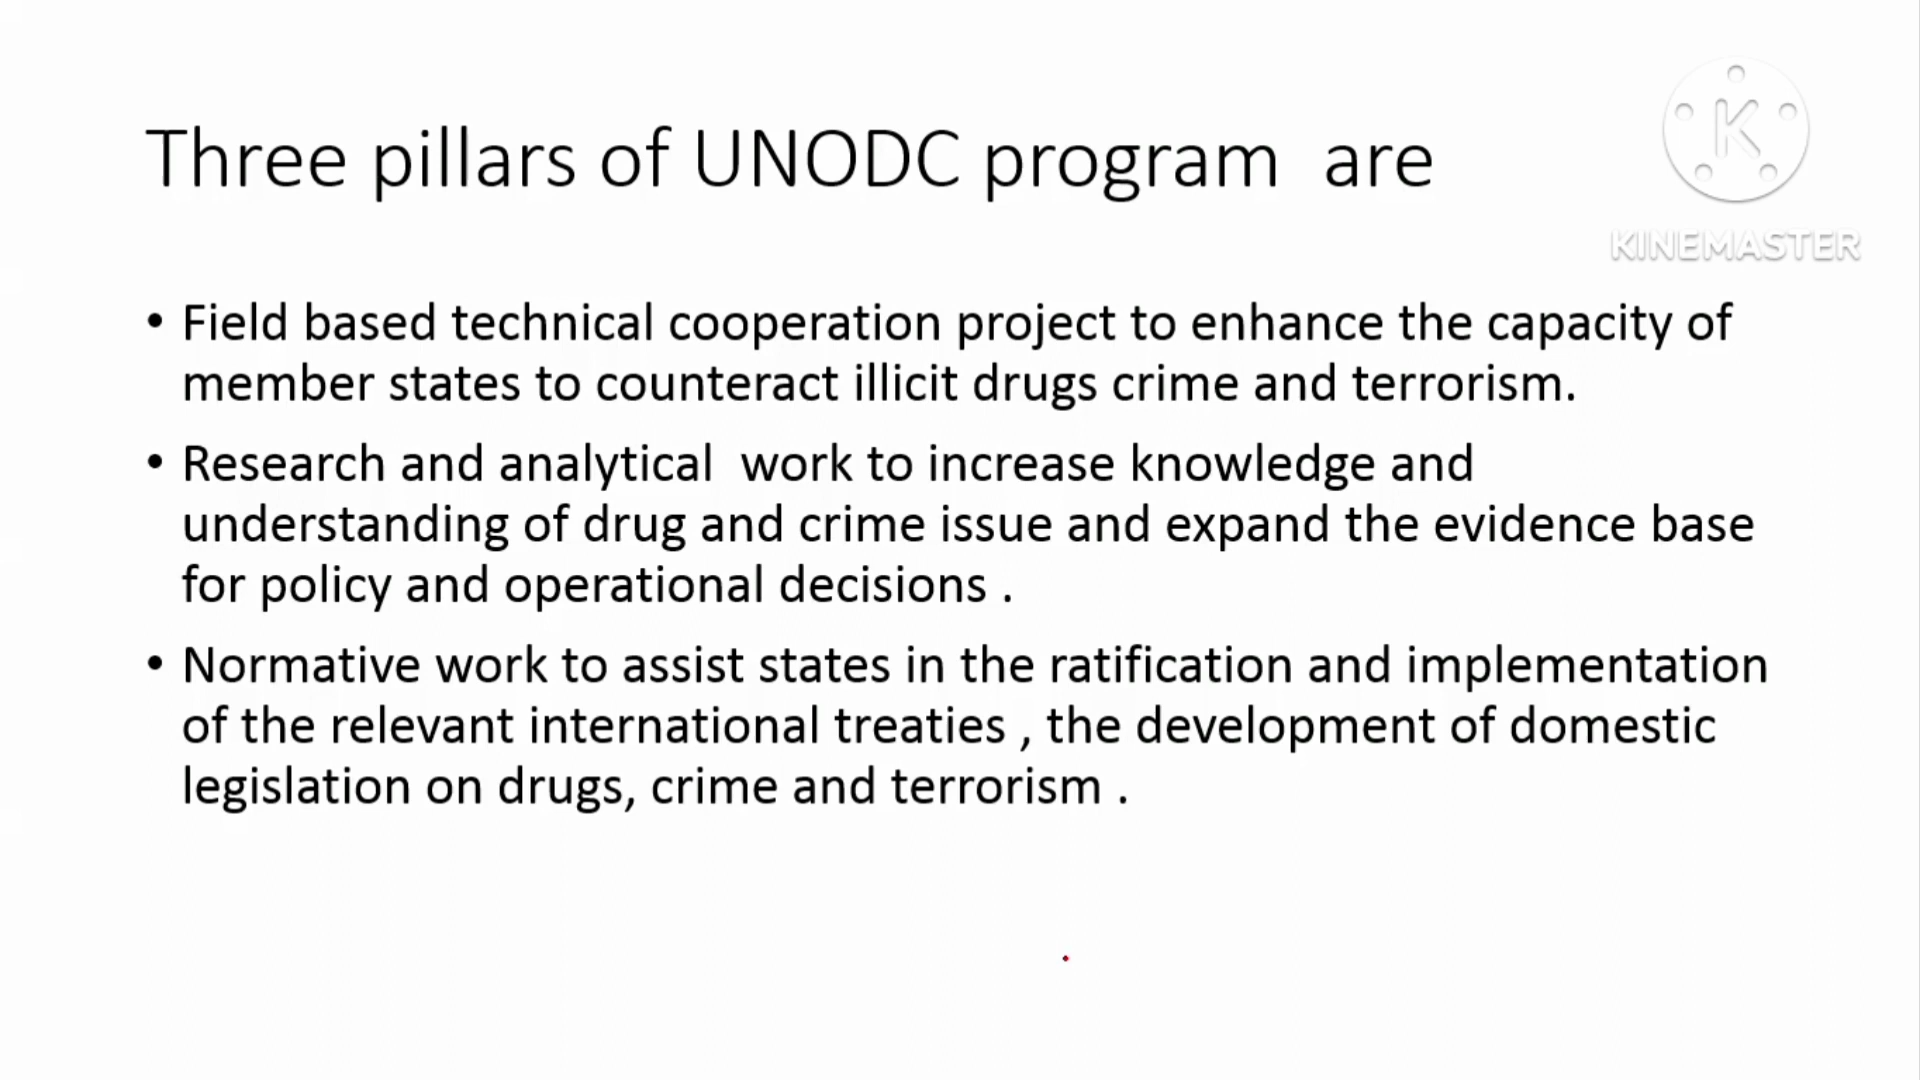 Three pillars of UNODC program  are
K
KINEMASTER
• Field based technical cooperation project to enhance the capacity of
member states to counteract illicit drugs crime and terrorism.
• Research and analytical  work to increase knowledge and
understanding of drug and crime issue and expand the evidence base
for policy and operational decisions .
• Normative work to assist states in the ratification and implementation
of the relevant international treaties , the development of domestic
legislation on drugs, crime and terrorism .